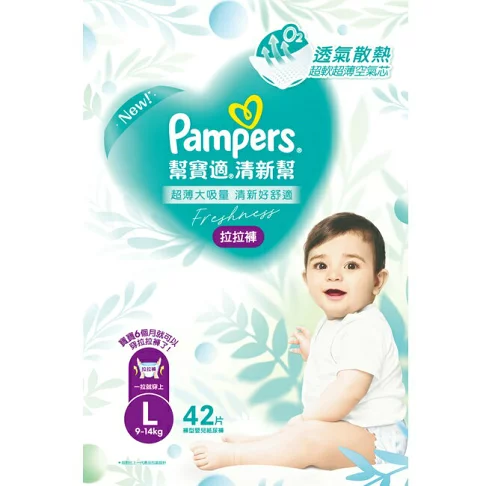 O2
透氣散熱
超軟超薄空氣芯
New!*
Pampers®
幫寶適®清新幫
超薄大吸量 清新好舒適
Freshness
拉拉褲
寶寶6個月就可以
穿拉拉褲了!
拉拉褲
一拉就穿上
L
9-14kg
42片
褲型嬰兒紙尿褲